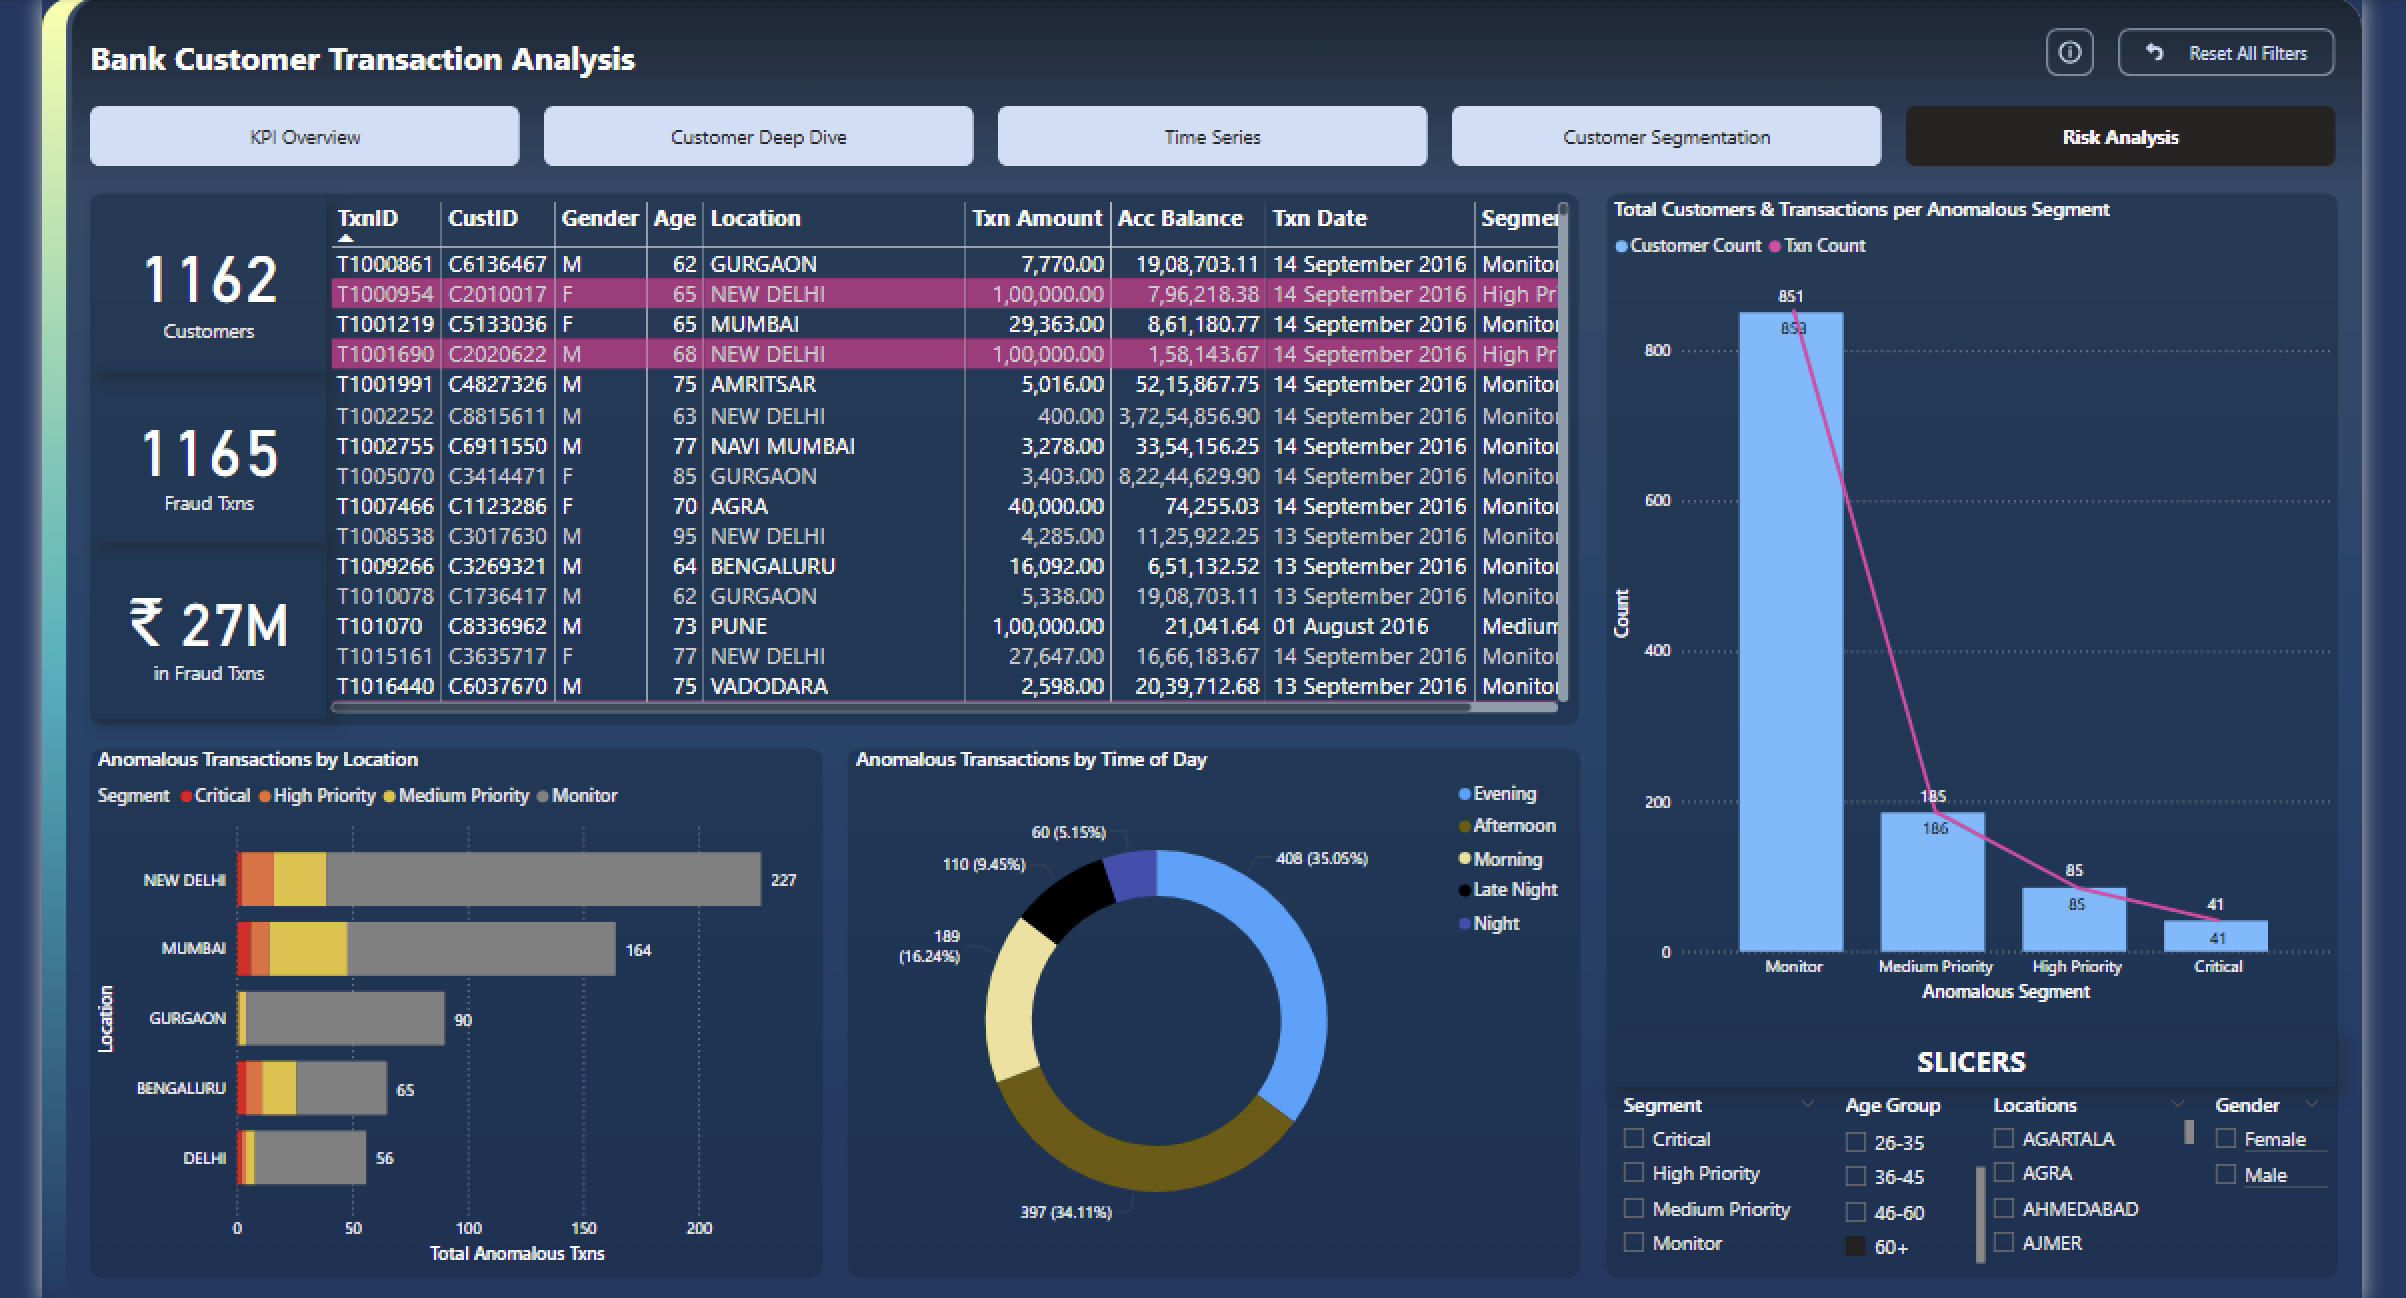 Bank Customer Transaction Analysis
Reset All Filters
KPI Overview
Customer Deep Dive
Time Series
Customer Segmentation
Risk Analysis
1162
Customers
1165
Fraud Txns
₹ 27M
in Fraud Txns
TxnID CustID Gender Age Location Txn Amount Acc Balance Txn Date Segmen
T1000861 C6136467 M 62 GURGAON 7,770.00 19,08,703.11 14 September 2016 Monitor
T1000954 C2010017 F 65 NEW DELHI 1,00,000.00 7,96,218.38 14 September 2016 High Pr
T1001219 C5133036 F 65 MUMBAI 29,363.00 8,61,180.77 14 September 2016 Monitor
T1001690 C2020622 M 68 NEW DELHI 1,00,000.00 1,58,143.67 14 September 2016 High Pr
T1001991 C4827326 M 75 AMRITSAR 5,016.00 52,15,867.75 14 September 2016 Monitor
T1002252 C8815611 M 63 NEW DELHI 400.00 3,72,54,856.90 14 September 2016 Monitor
T1002755 C6911550 M 77 NAVI MUMBAI 3,278.00 33,54,156.25 14 September 2016 Monitor
T1005070 C3414471 F 85 GURGAON 3,403.00 8,22,44,629.90 14 September 2016 Monitor
T1007466 C1123286 F 70 AGRA 40,000.00 74,255.03 14 September 2016 Monitor
T1008538 C3017630 M 95 NEW DELHI 4,285.00 11,25,922.25 13 September 2016 Monitor
T1009266 C3269321 M 64 BENGALURU 16,092.00 6,51,132.52 13 September 2016 Monitor
T1010078 C1736417 M 62 GURGAON 5,338.00 19,08,703.11 13 September 2016 Monitor
T101070 C8336962 M 73 PUNE 1,00,000.00 21,041.64 01 August 2016 Medium
T1015161 C3635717 F 77 NEW DELHI 27,647.00 16,66,183.67 14 September 2016 Monitor
T1016440 C6037670 M 75 VADODARA 2,598.00 20,39,712.68 13 September 2016 Monitor
Total Customers & Transactions per Anomalous Segment
Customer Count Txn Count
851
800
600
400
200
0
Count
185
186
85
85
41
41
Monitor Medium Priority High Priority Critical
Anomalous Segment
Anomalous Transactions by Location
Segment Critical High Priority Medium Priority Monitor
Location
NEW DELHI 227
MUMBAI 164
GURGAON 90
BENGALURU 65
DELHI 56
0 50 100 150 200
Total Anomalous Txns
Anomalous Transactions by Time of Day
Evening
Afternoon
Morning
Late Night
Night
60 (5.15%)
110 (9.45%)
408 (35.05%)
189
(16.24%)
397 (34.11%)
SLICERS
Segment
Critical
High Priority
Medium Priority
Monitor
Age Group
26-35
36-45
46-60
60+
Locations
AGARTALA
AGRA
AHMEDABAD
AJMER
Gender
Female
Male